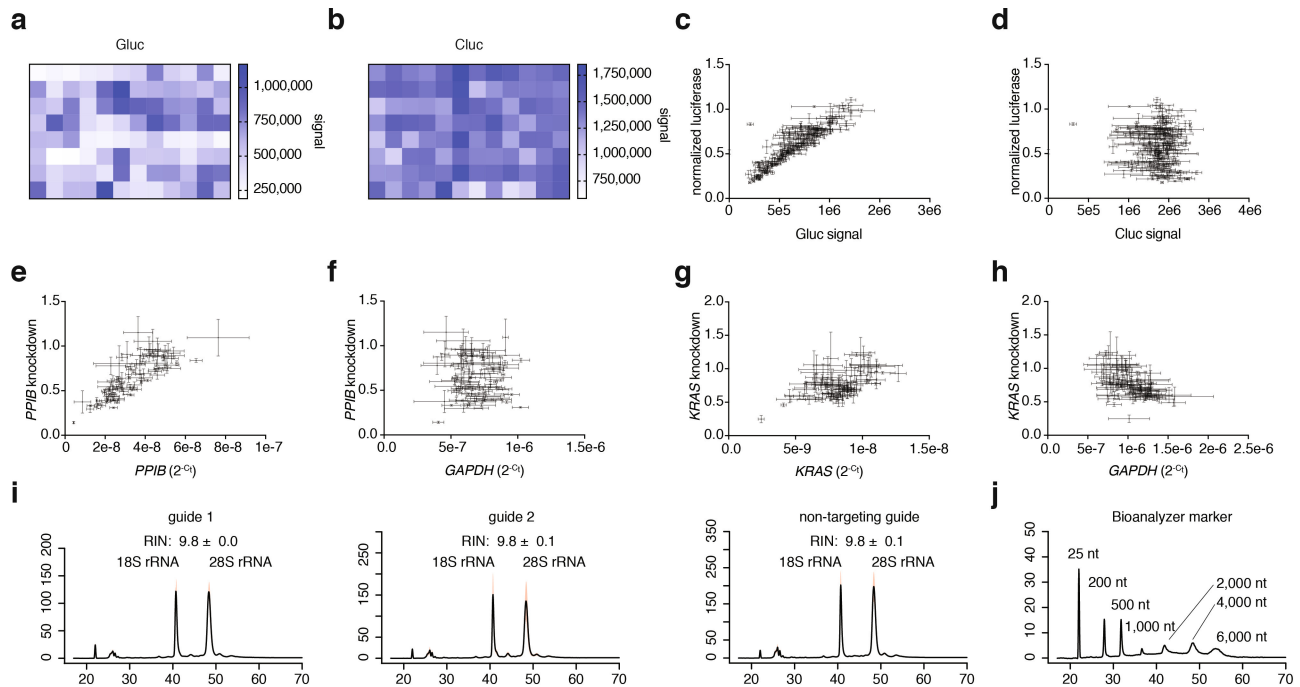 a
b
c
d
Gluc
Cluc
1,000,000
750,000
500,000
250,000
signal
1,750,000
1,500,000
1,250,000
1,000,000
750,000
signal
normalized luciferase
1.5
1.0
0.5
0.0
0 5e5 1e6 2e6 3e6
Gluc signal
normalized luciferase
1.5
1.0
0.5
0.0
0 5e5 1e6 2e6 3e6 4e6
Cluc signal
e
f
g
h
PPIB knockdown
1.5
1.0
0.5
0.0
0 2e-8 4e-8 6e-8 8e-8 1e-7
PPIB (2-Ct)
PPIB knockdown
1.5
1.0
0.5
0.0
0.0 5e-7 1e-6 1.5e-6
GAPDH (2-Ct)
KRAS knockdown
2.0
1.5
1.0
0.5
0.0
0.0 5e-9 1e-8 1.5e-8
KRAS (2-Ct)
KRAS knockdown
2.0
1.5
1.0
0.5
0.0
0.0 5e-7 1e-6 1.5e-6 2e-6 2.5e-6
GAPDH (2-Ct)
i
guide 1
RIN: 9.8 ± 0.0
18S rRNA 28S rRNA
200
150
100
50
0
20 30 40 50 60 70
guide 2
RIN: 9.8 ± 0.1
18S rRNA 28S rRNA
300
200
100
50
0
20 30 40 50 60 70
non-targeting guide
RIN: 9.8 ± 0.1
18S rRNA 28S rRNA
350
250
150
50
0
20 30 40 50 60 70
j
Bioanalyzer marker
50
40
30
20
10
0
25 nt
200 nt
500 nt
1,000 nt
2,000 nt
4,000 nt
6,000 nt
20 30 40 50 60 70